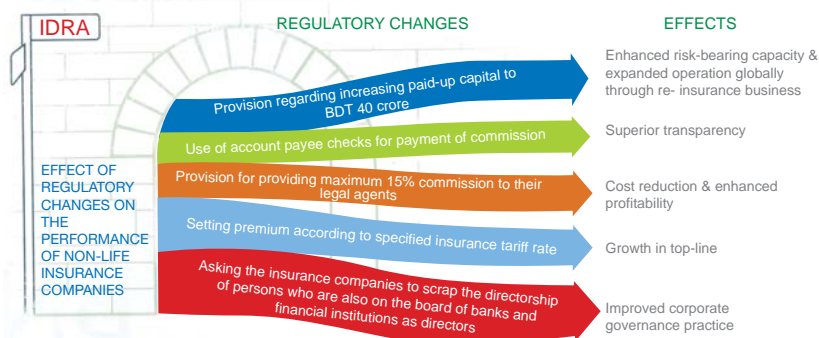 IDRA
REGULATORY CHANGES
EFFECTS
EFFECT OF
REGULATORY
CHANGES ON
THE
PERFORMANCE
OF NON-LIFE
INSURANCE
COMPANIES
Provision regarding increasing paid-up capital to
BDT 40 crore
Enhanced risk-bearing capacity &
expanded operation globally
through re- insurance business
Use of account payee checks for payment of commission
Superior transparency
Provision for providing maximum 15% commission to their
legal agents
Cost reduction & enhanced
profitability
Setting premium according to specified insurance tariff rate
Growth in top-line
Asking the insurance companies to scrap the directorship
of persons who are also on the board of banks and
financial institutions as directors
Improved corporate
governance practice